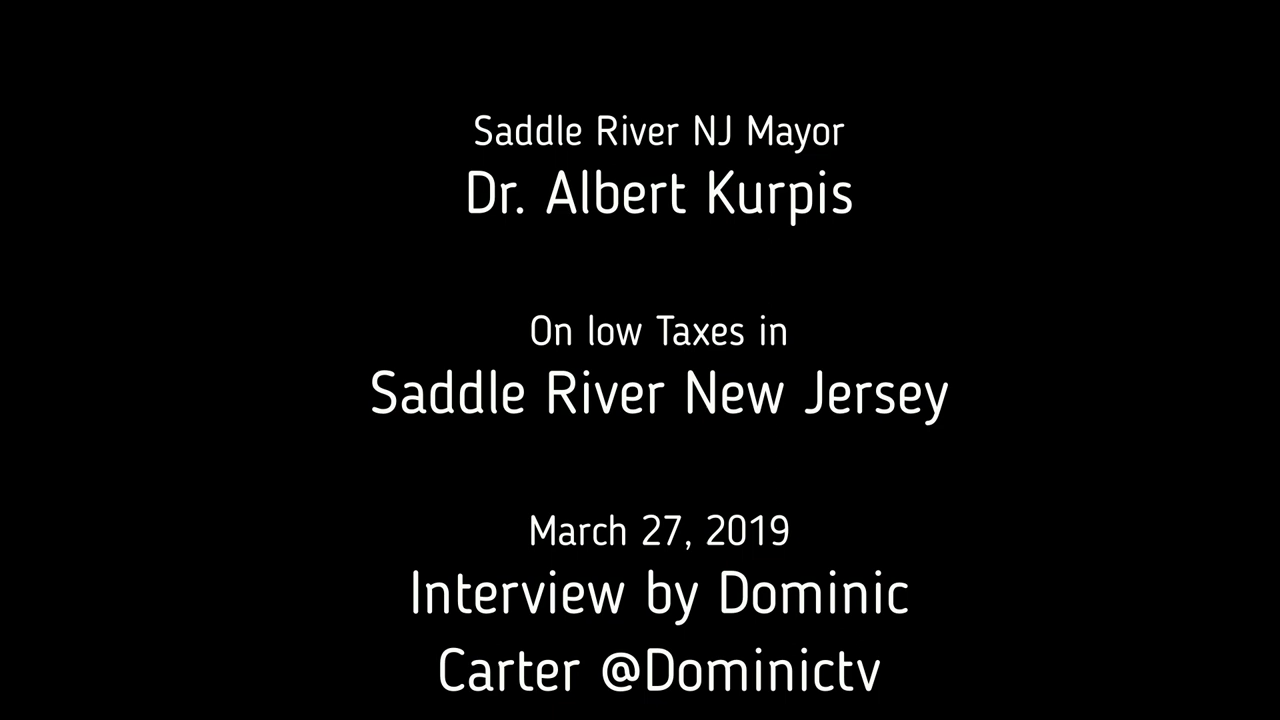 Saddle River NJ Mayor
Dr. Albert Kurpis
On low Taxes in
Saddle River New Jersey
March 27, 2019
Interview by Dominic
Carter @Dominictv